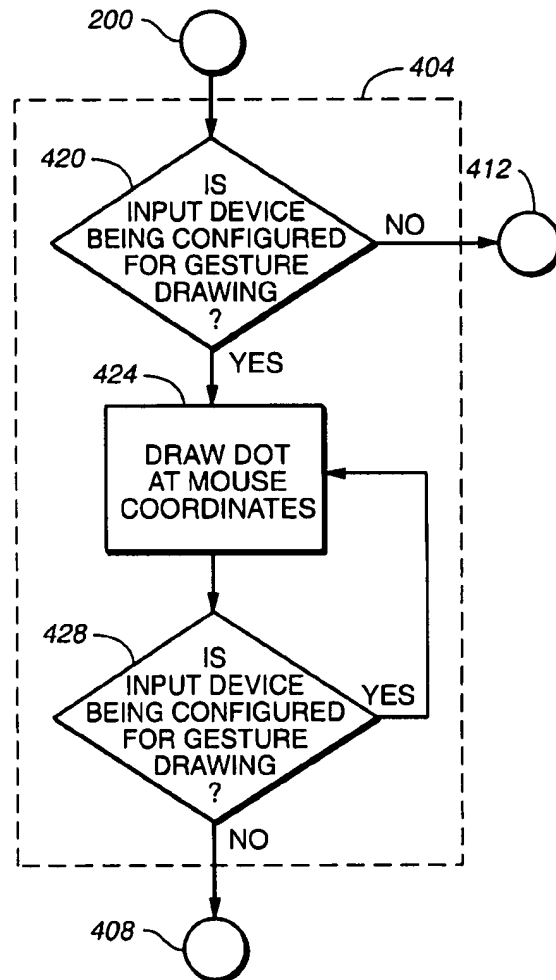 200
404
420
IS
INPUT DEVICE
BEING CONFIGURED
FOR GESTURE
DRAWING
?
NO
412
YES
424
DRAW DOT
AT MOUSE
COORDINATES
428
IS
INPUT DEVICE
BEING CONFIGURED
FOR GESTURE
DRAWING
?
YES
NO
408